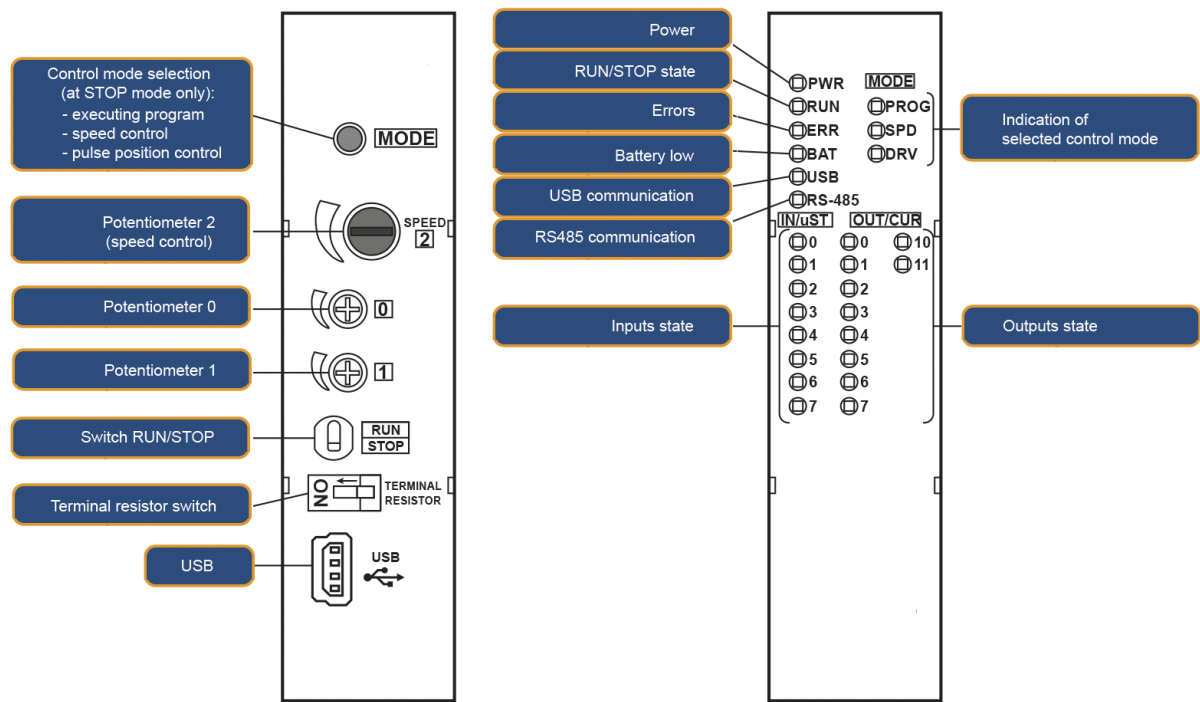 Control mode selection
(at STOP mode only):
- executing program
- speed control
- pulse position control
Potentiometer 2
(speed control)
Potentiometer 0
Potentiometer 1
Switch RUN/STOP
Terminal resistor switch
USB
MODE
SPEED
2
0
1
RUN
STOP
ON
TERMINAL
RESISTOR
USB
Power
RUN/STOP state
Errors
Battery low
USB communication
RS485 communication
Inputs state
PWR MODE
RUN PROG
ERR SPD
BAT DRV
USB
RS-485
IN/uST OUT/CUR
0 0 10
1 1 11
2 2
3 3
4 4
5 5
6 6
7 7
Indication of
selected control mode
Outputs state